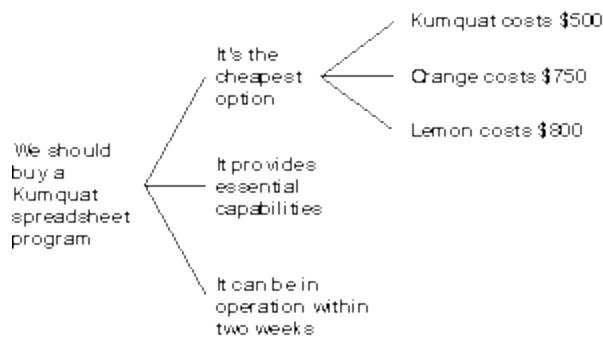 We should
buy a
Kumquat
spreadsheet
program
It's the
cheapest
option
Kumquat costs $500
Orange costs $750
Lemon costs $800
It provides
essential
capabilities
It can be in
operation within
two weeks